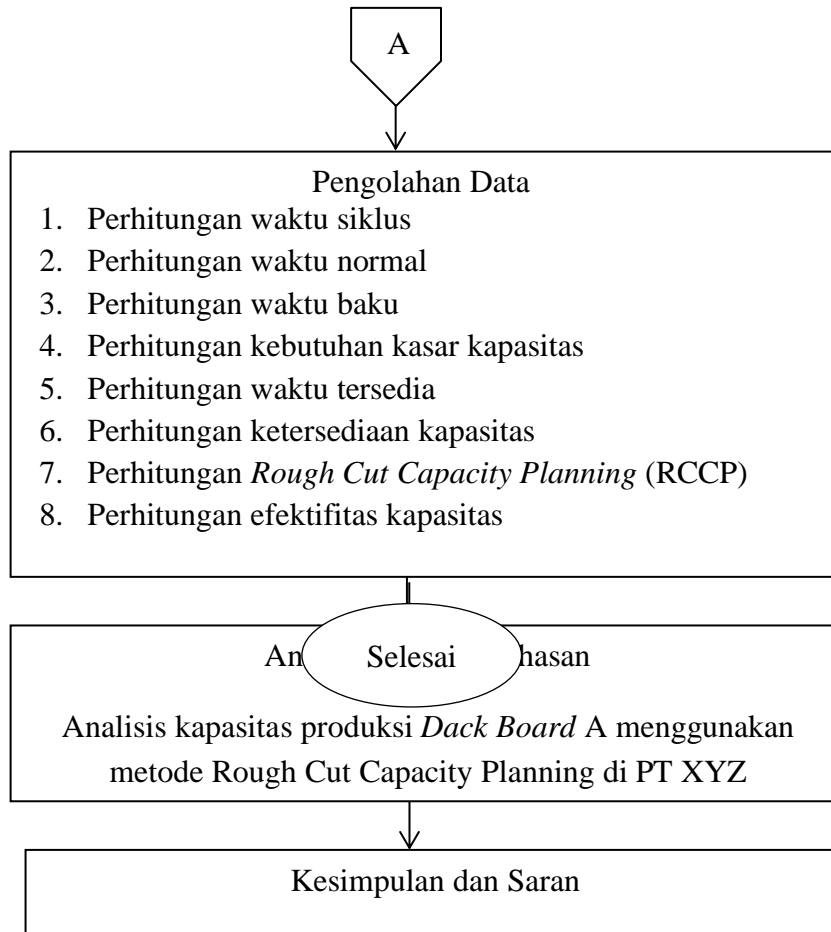 A
Pengolahan Data
1. Perhitungan waktu siklus
2. Perhitungan waktu normal
3. Perhitungan waktu baku
4. Perhitungan kebutuhan kasar kapasitas
5. Perhitungan waktu tersedia
6. Perhitungan ketersediaan kapasitas
7. Perhitungan Rough Cut Capacity Planning (RCCP)
8. Perhitungan efektifitas kapasitas
An Selesai hasan
Analisis kapasitas produksi Dack Board A menggunakan
metode Rough Cut Capacity Planning di PT XYZ
Kesimpulan dan Saran